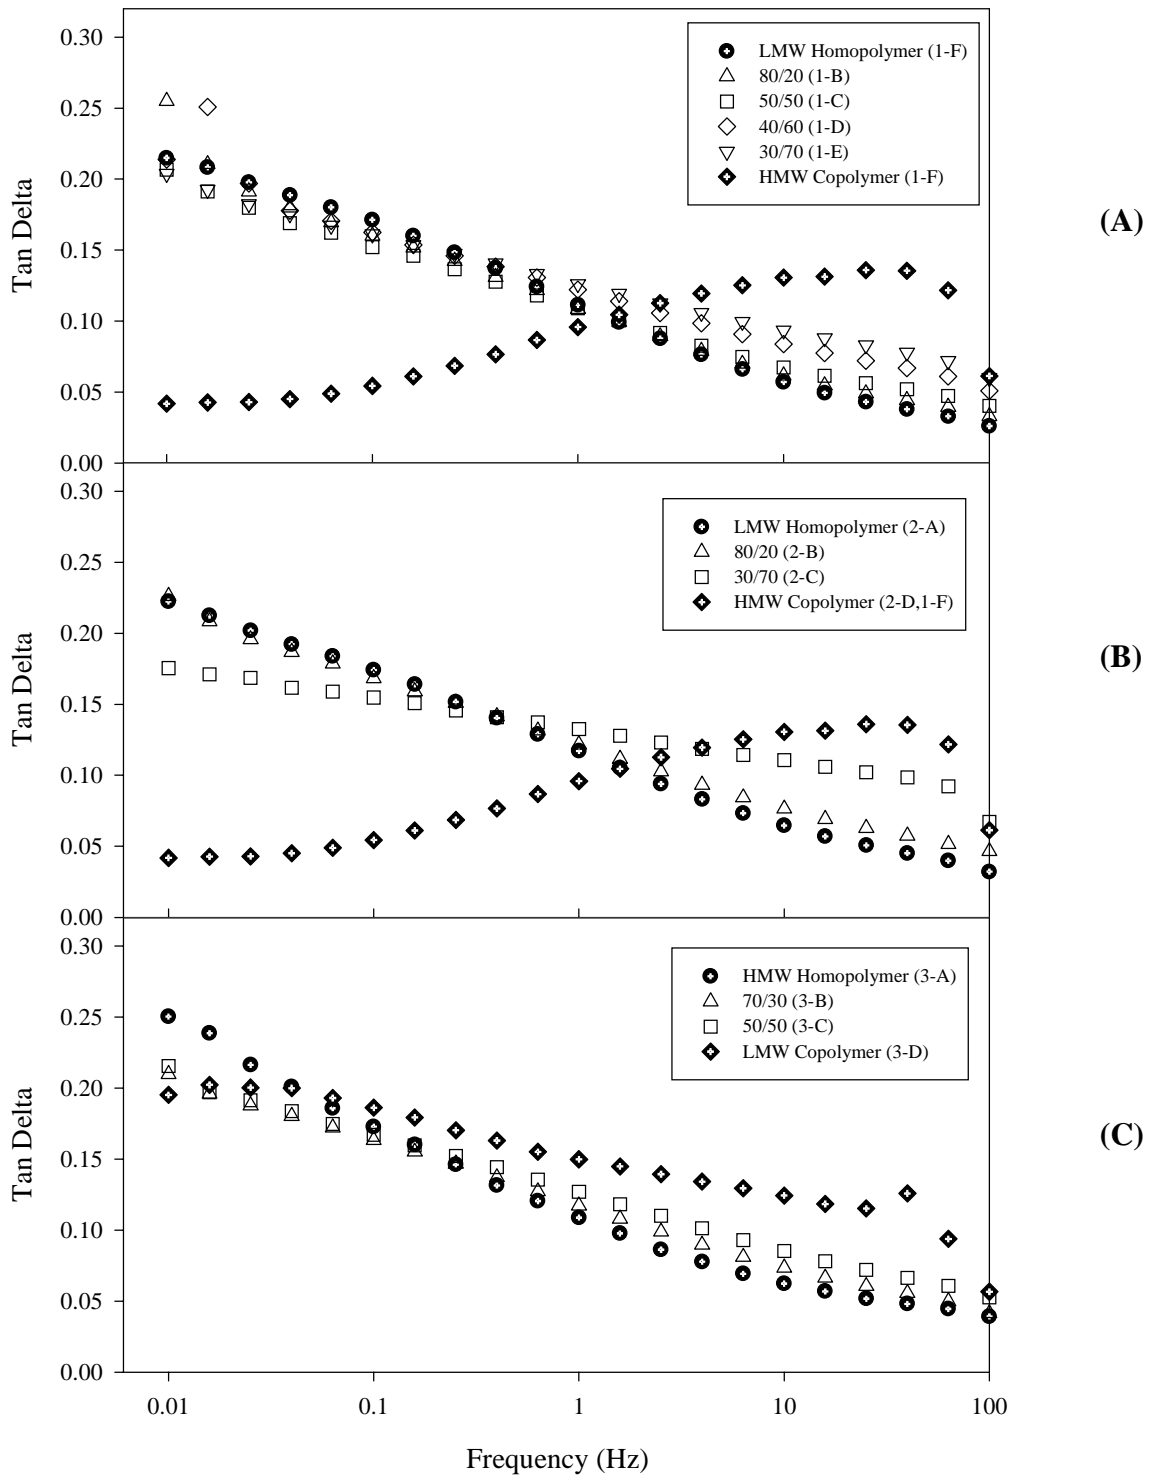 0.30
0.25
0.20
0.15
0.10
0.05
0.00
Tan Delta
LMW Homopolymer (1-F)
80/20 (1-B)
50/50 (1-C)
40/60 (1-D)
30/70 (1-E)
HMW Copolymer (1-F)
(A)
0.30
0.25
0.20
0.15
0.10
0.05
0.00
Tan Delta
LMW Homopolymer (2-A)
80/20 (2-B)
30/70 (2-C)
HMW Copolymer (2-D,1-F)
(B)
0.30
0.25
0.20
0.15
0.10
0.05
0.00
Tan Delta
HMW Homopolymer (3-A)
70/30 (3-B)
50/50 (3-C)
LMW Copolymer (3-D)
(C)
0.01 0.1 1 10 100
Frequency (Hz)